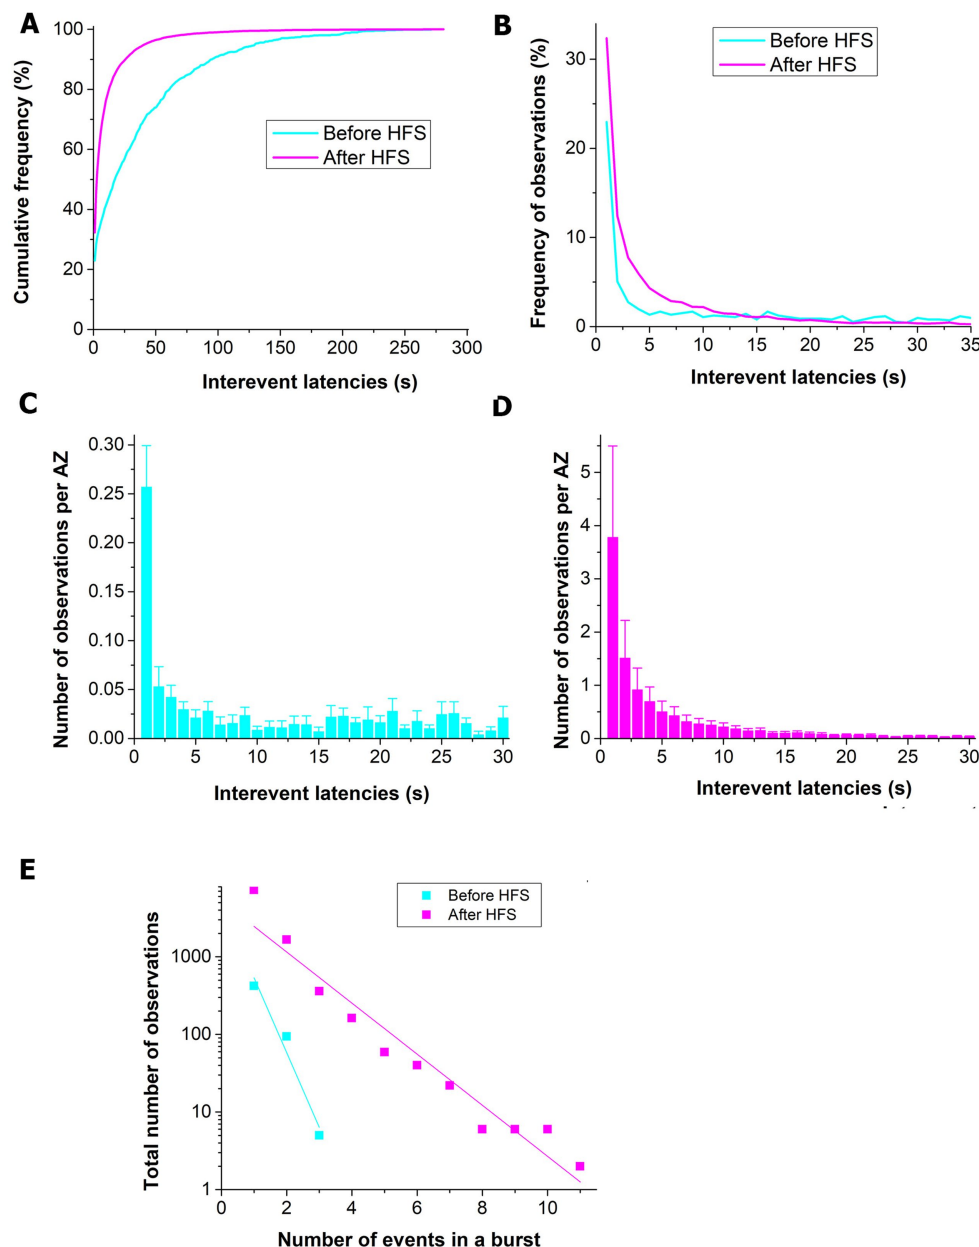 A
100
80
60
40
20
0
Cumulative frequency (%)
Before HFS
After HFS
0 50 100 150 200 250 300
Interevent latencies (s)
B
30
20
10
0
Frequency of observations (%)
Before HFS
After HFS
0 5 10 15 20 25 30 35
Interevent latencies (s)
C
0.30
0.25
0.20
0.15
0.10
0.05
0.00
Number of observations per AZ
0 5 10 15 20 25 30
Interevent latencies (s)
D
5
4
3
2
1
0
Number of observations per AZ
0 5 10 15 20 25 30
Interevent latencies (s)
E
1000
100
10
1
Total number of observations
Before HFS
After HFS
0 2 4 6 8 10
Number of events in a burst